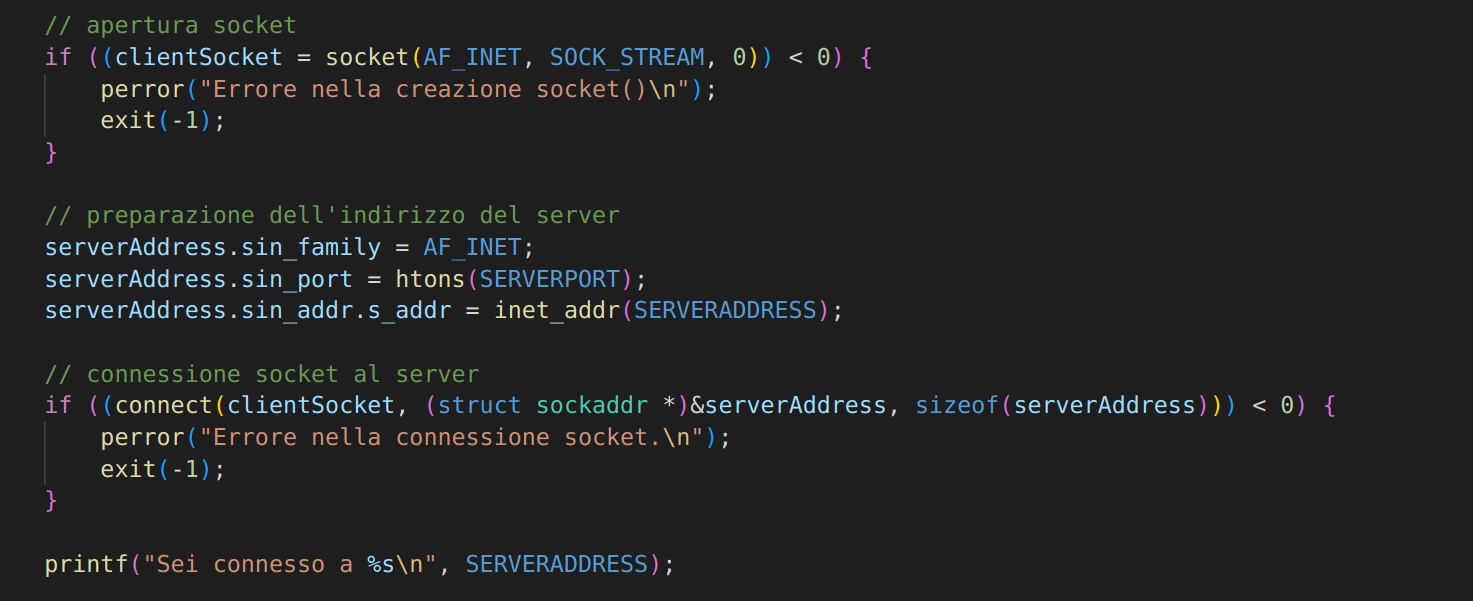 // apertura socket
if ((clientSocket = socket(AF_INET, SOCK_STREAM, 0)) < 0) {
perror("Errore nella creazione socket()\n");
exit(-1);
}
// preparazione dell'indirizzo del server
serverAddress.sin_family = AF_INET;
serverAddress.sin_port = htons(SERVERPORT);
serverAddress.sin_addr.s_addr = inet_addr(SERVERADDRESS);
// connessione socket al server
if ((connect(clientSocket, (struct sockaddr *)&serverAddress, sizeof(serverAddress))) < 0) {
perror("Errore nella connessione socket.\n");
exit(-1);
}
printf("Sei connesso a %s\n", SERVERADDRESS);